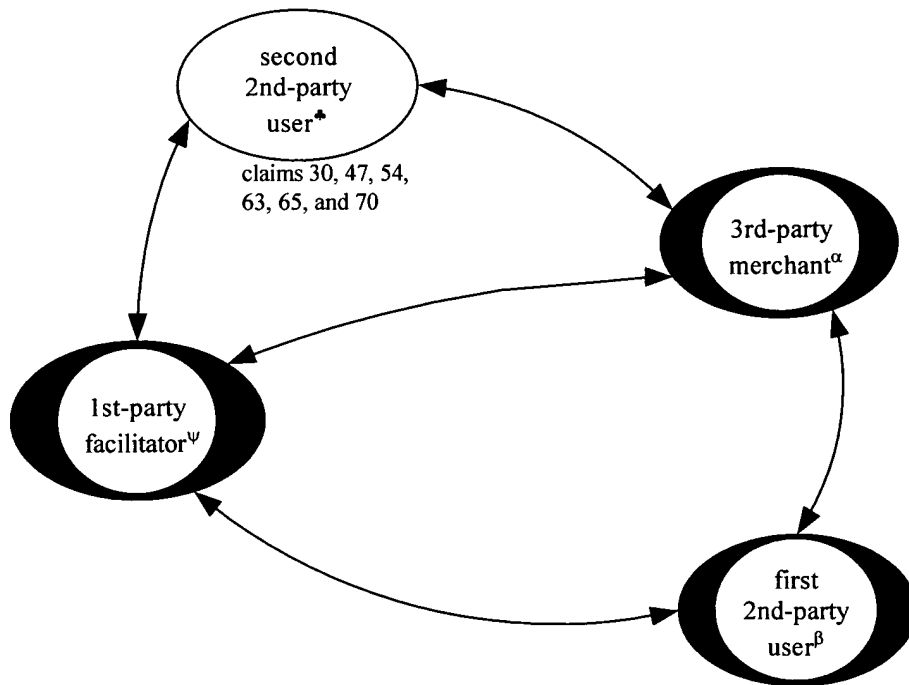 second
2nd-party
user♣
claims 30, 47, 54,
63, 65, and 70
3rd-party
merchantα
1st-party
facilitatorψ
first
2nd-party
userβ